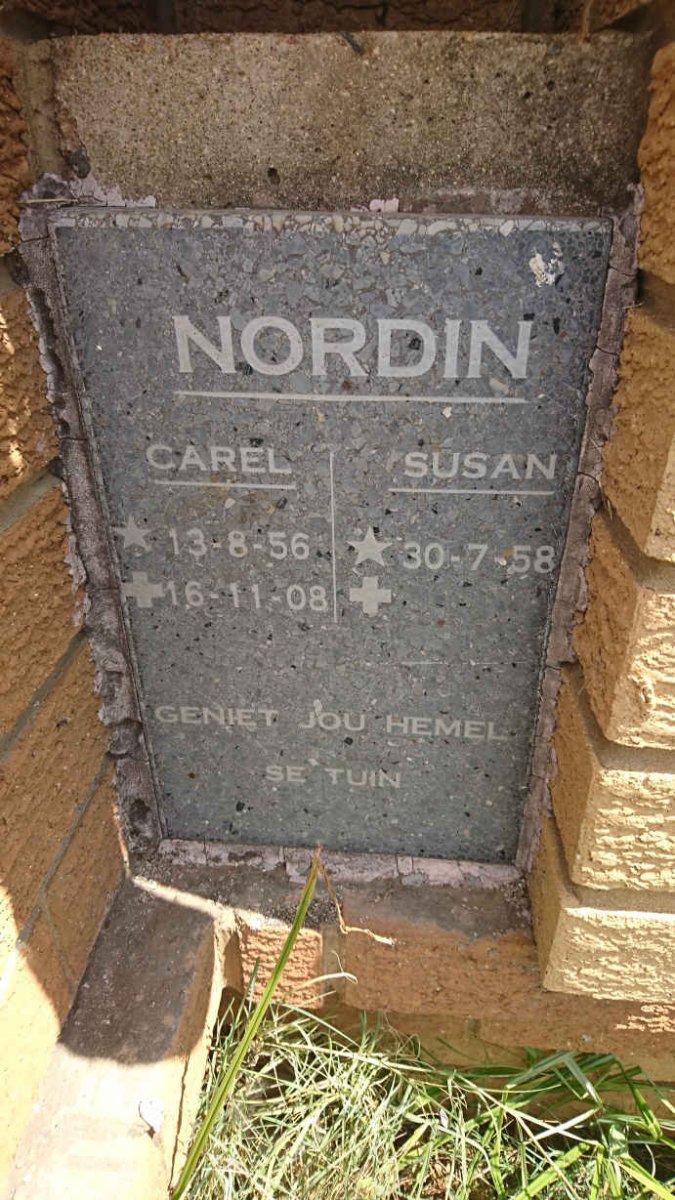 NORDIN
CAREL
13-8-56
16-11-08
SUSAN
30-7-58
GENIET JOU HEMEL
SE TUIN